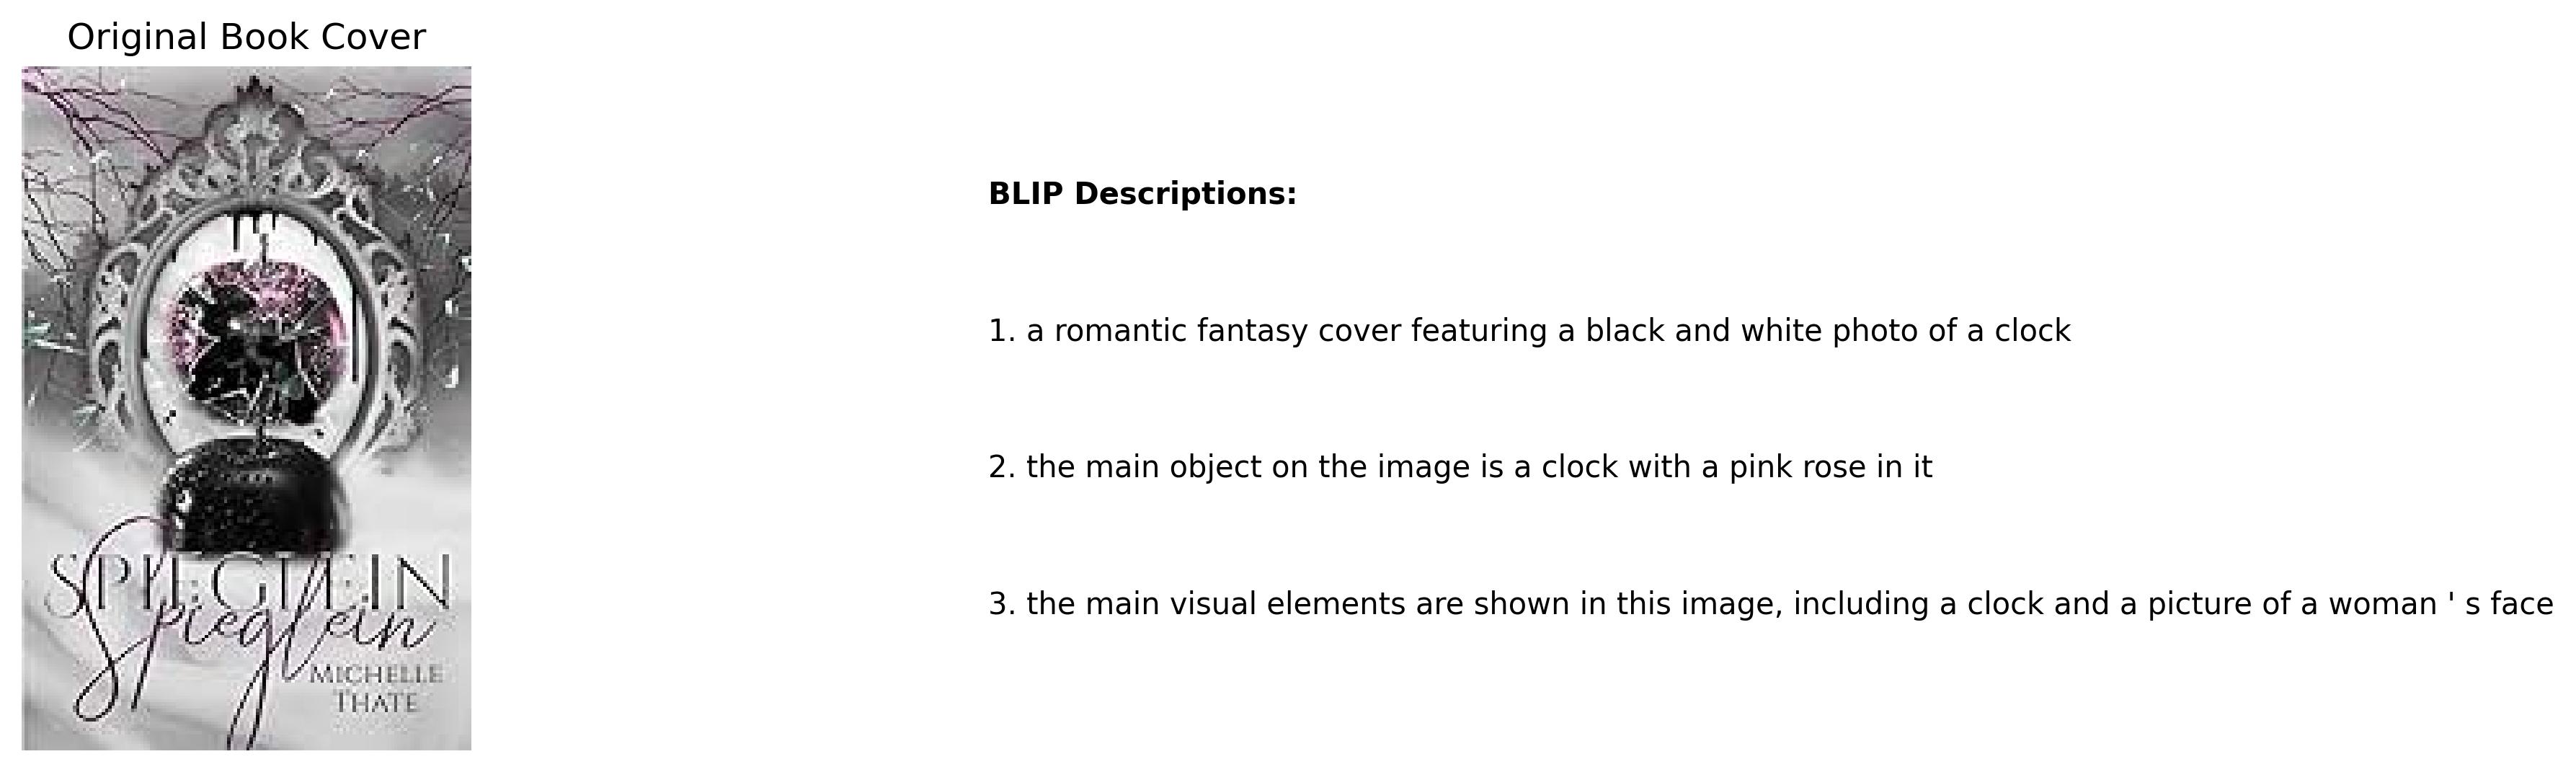 Original Book Cover
SPIEGLEIN
Spieglein
MICHELLE
THATE
BLIP Descriptions:
1. a romantic fantasy cover featuring a black and white photo of a clock
2. the main object on the image is a clock with a pink rose in it
3. the main visual elements are shown in this image, including a clock and a picture of a woman ' s face